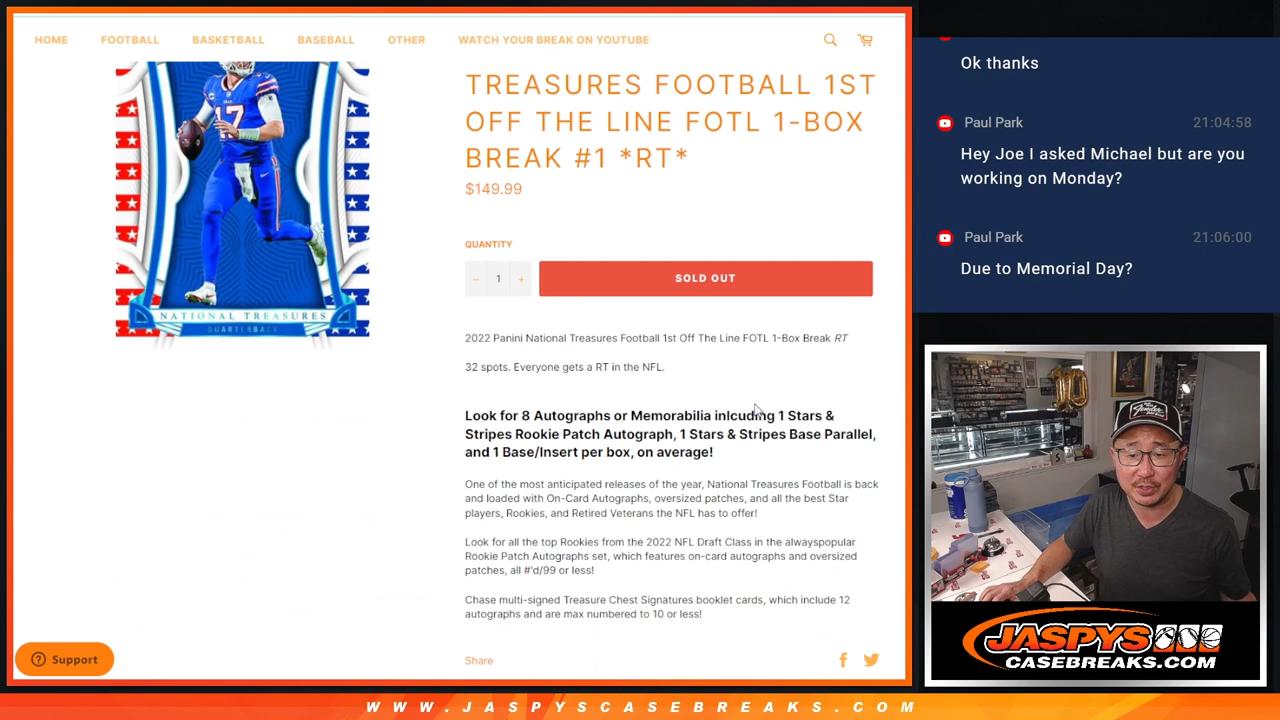 HOME FOOTBALL BASKETBALL BASEBALL OTHER WATCH YOUR BREAK ON YOUTUBE
17
NATIONAL TREASURES
QUARTERBACK
TREASURES FOOTBALL 1ST
OFF THE LINE FOTL 1-BOX
BREAK #1 *RT*
$149.99
QUANTITY
− 1 +
SOLD OUT
2022 Panini National Treasures Football 1st Off The Line FOTL 1-Box Break RT
32 spots. Everyone gets a RT in the NFL.
Look for 8 Autographs or Memorabilia inlcuding 1 Stars &
Stripes Rookie Patch Autograph, 1 Stars & Stripes Base Parallel,
and 1 Base/Insert per box, on average!
One of the most anticipated releases of the year, National Treasures Football is back
and loaded with On-Card Autographs, oversized patches, and all the best Star
players, Rookies, and Retired Veterans the NFL has to offer!
Look for all the top Rookies from the 2022 NFL Draft Class in the alwayspopular
Rookie Patch Autographs set, which features on-card autographs and oversized
patches, all #'d/99 or less!
Chase multi-signed Treasure Chest Signatures booklet cards, which include 12
autographs and are max numbered to 10 or less!
Share
Support
Ok thanks
Paul Park 21:04:58
Hey Joe I asked Michael but are you
working on Monday?
Paul Park 21:06:00
Due to Memorial Day?
10
Fender
JASPYS
CASEBREAKS.COM
WWW.JASPYSCASEBREAKS.COM